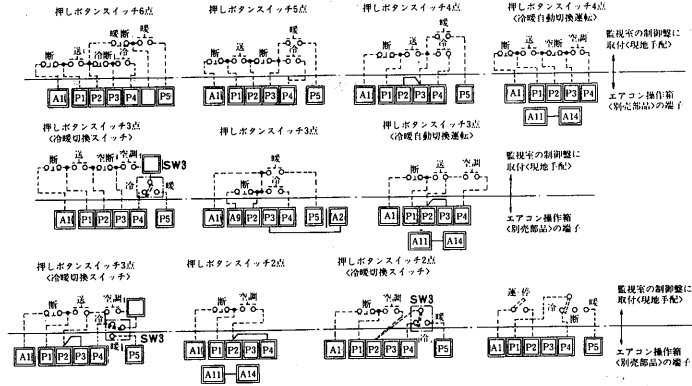 押しボタンスイッチ6点
押しボタンスイッチ5点
押しボタンスイッチ4点
<冷暖自動切換運転>
押しボタンスイッチ4点
断 送 冷断 冷 暖断 暖
断 送 断 冷 暖
断 送 冷 暖
断 送 空断 空調
監視室の制御盤に
取付<現地手配>
エアコン操作箱
<別売部品>の端子
A1 P1 P2 P3 P4 P5
A1 P1 P2 P3 P4 P5
A1 P1 P2 P3 P4 P5
A1 P1 P2 P3 P4
A11 A14
押しボタンスイッチ3点
<冷暖切換スイッチ>
押しボタンスイッチ3点
押しボタンスイッチ3点
<冷暖自動切換運転>
断 送 空断 空調 SW3
冷 暖
断 冷 暖
断 送 空調
監視室の制御盤に
取付<現地手配>
エアコン操作箱
<別売部品>の端子
A1 P1 P2 P3 P4 P5
A1 A9 P2 P3 P4 P5 A2
A1 P1 P2 P3 P4
A11 A14
押しボタンスイッチ3点
<冷暖切換スイッチ>
押しボタンスイッチ2点
押しボタンスイッチ2点
<冷暖切換スイッチ>
断 送 空調
冷 暖 SW3
断 空調
断 空調 SW3
暖 冷
運・停 冷 断 暖
監視室の制御盤に
取付<現地手配>
エアコン操作箱
<別売部品>の端子
A1 P1 P2 P3 P4 P5
A1 P1 P2 P3 P4
A11 A14
A1 P1 P2 P3 P4 P5
A1 P1 P2 P3 P4 P5